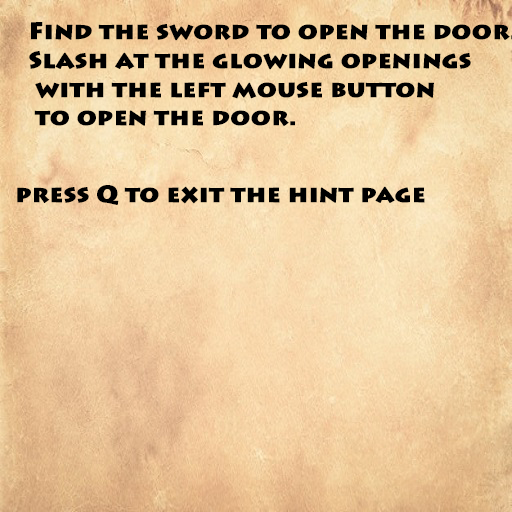 Find the sword to open the door.
Slash at the glowing openings
with the left mouse button
to open the door.
press Q to exit the hint page